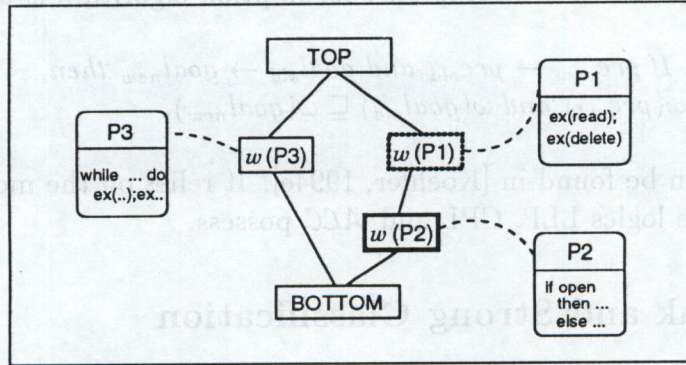 TOP
P1
ex(read);
ex(delete)
P3
while ... do
ex(..);ex..
w (P3)
w (P1)
w (P2)
P2
if open
then ...
else ...
BOTTOM